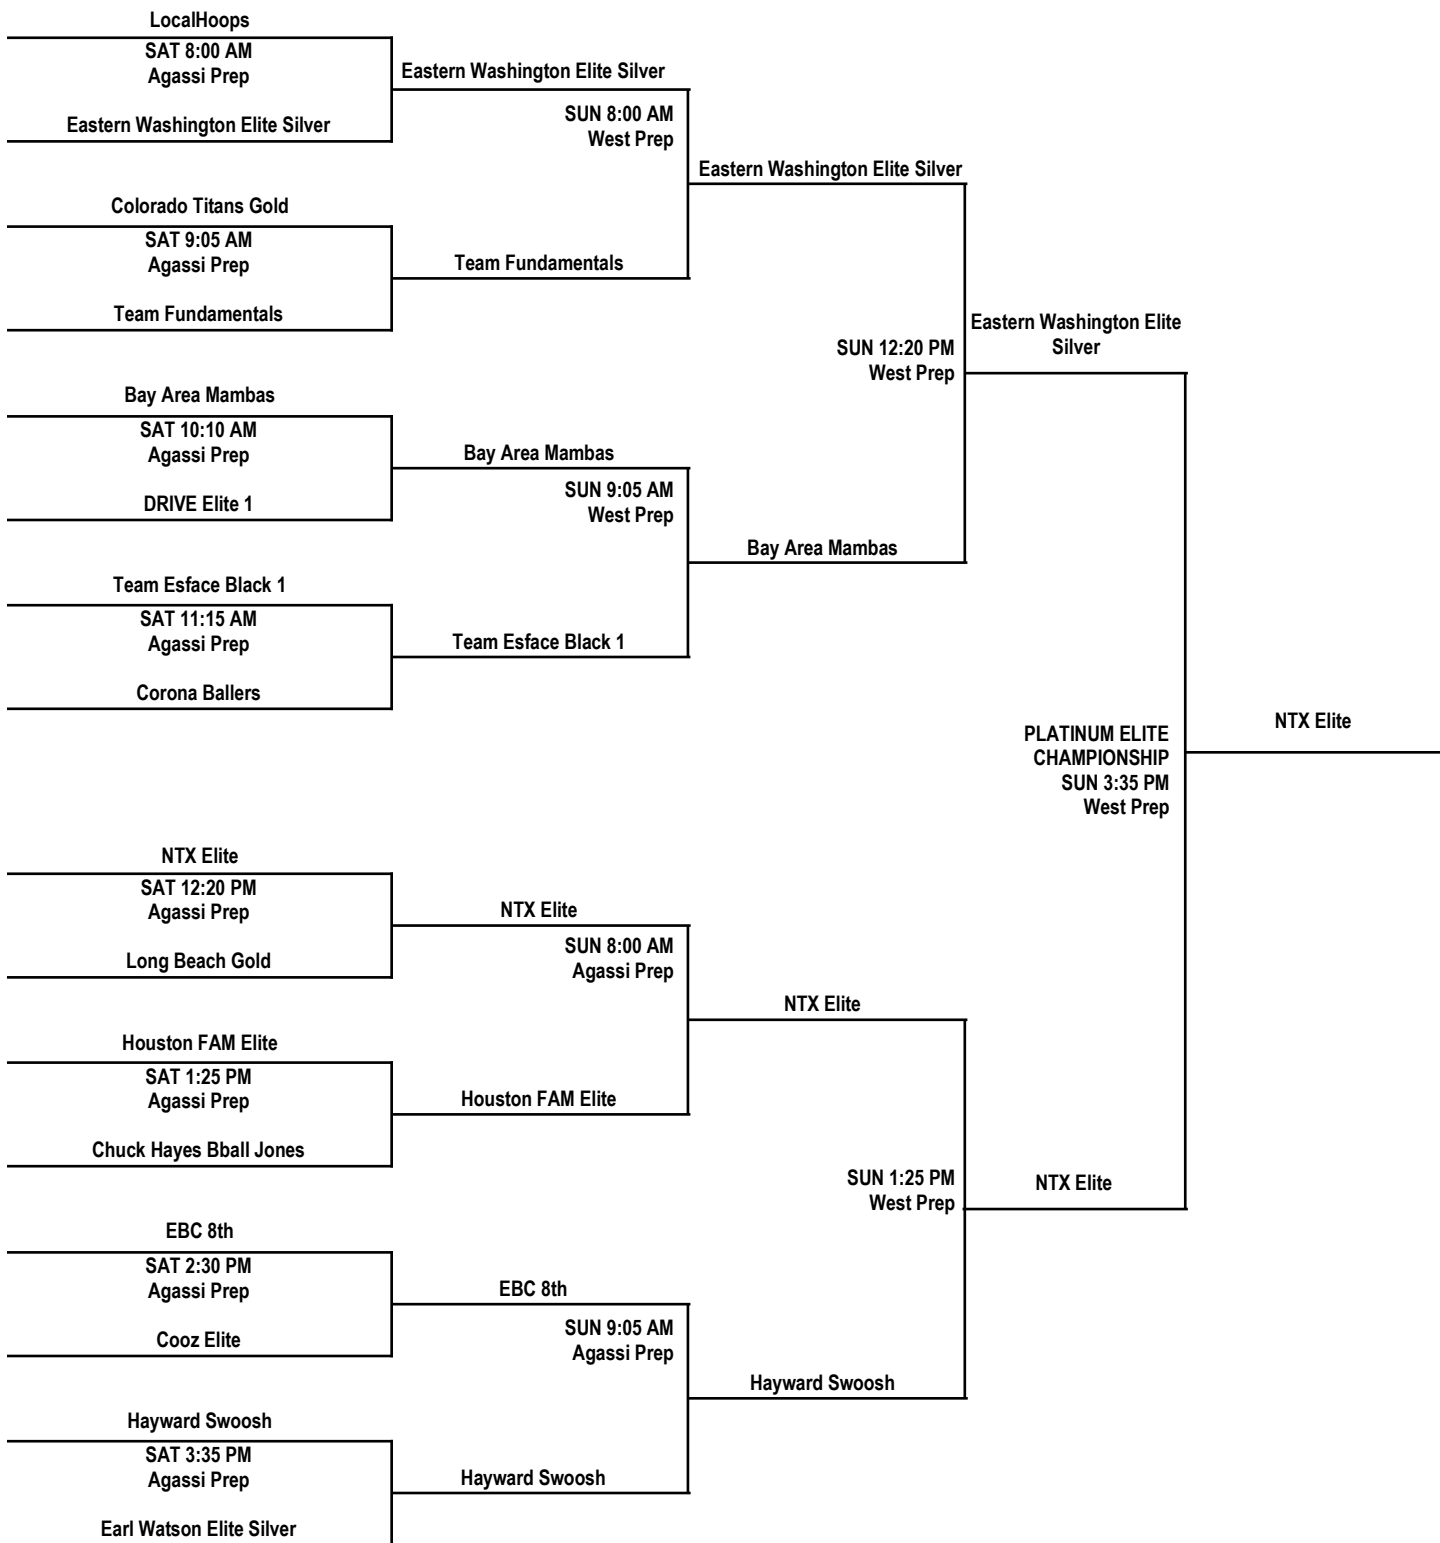 LocalHoops
SAT 8:00 AM
Agassi Prep
Eastern Washington Elite Silver
Eastern Washington Elite Silver
SUN 8:00 AM
West Prep
Eastern Washington Elite Silver
Colorado Titans Gold
SAT 9:05 AM
Agassi Prep
Team Fundamentals
Team Fundamentals
Eastern Washington Elite
Silver
SUN 12:20 PM
West Prep
Bay Area Mambas
SAT 10:10 AM
Agassi Prep
Bay Area Mambas
DRIVE Elite 1
SUN 9:05 AM
West Prep
Bay Area Mambas
Team Esface Black 1
SAT 11:15 AM
Agassi Prep
Team Esface Black 1
Corona Ballers
PLATINUM ELITE
CHAMPIONSHIP
SUN 3:35 PM
West Prep
NTX Elite
NTX Elite
SAT 12:20 PM
Agassi Prep
NTX Elite
Long Beach Gold
SUN 8:00 AM
Agassi Prep
NTX Elite
Houston FAM Elite
SAT 1:25 PM
Agassi Prep
Houston FAM Elite
Chuck Hayes Bball Jones
SUN 1:25 PM
West Prep
NTX Elite
EBC 8th
SAT 2:30 PM
Agassi Prep
EBC 8th
Cooz Elite
SUN 9:05 AM
Agassi Prep
Hayward Swoosh
Hayward Swoosh
SAT 3:35 PM
Agassi Prep
Hayward Swoosh
Earl Watson Elite Silver